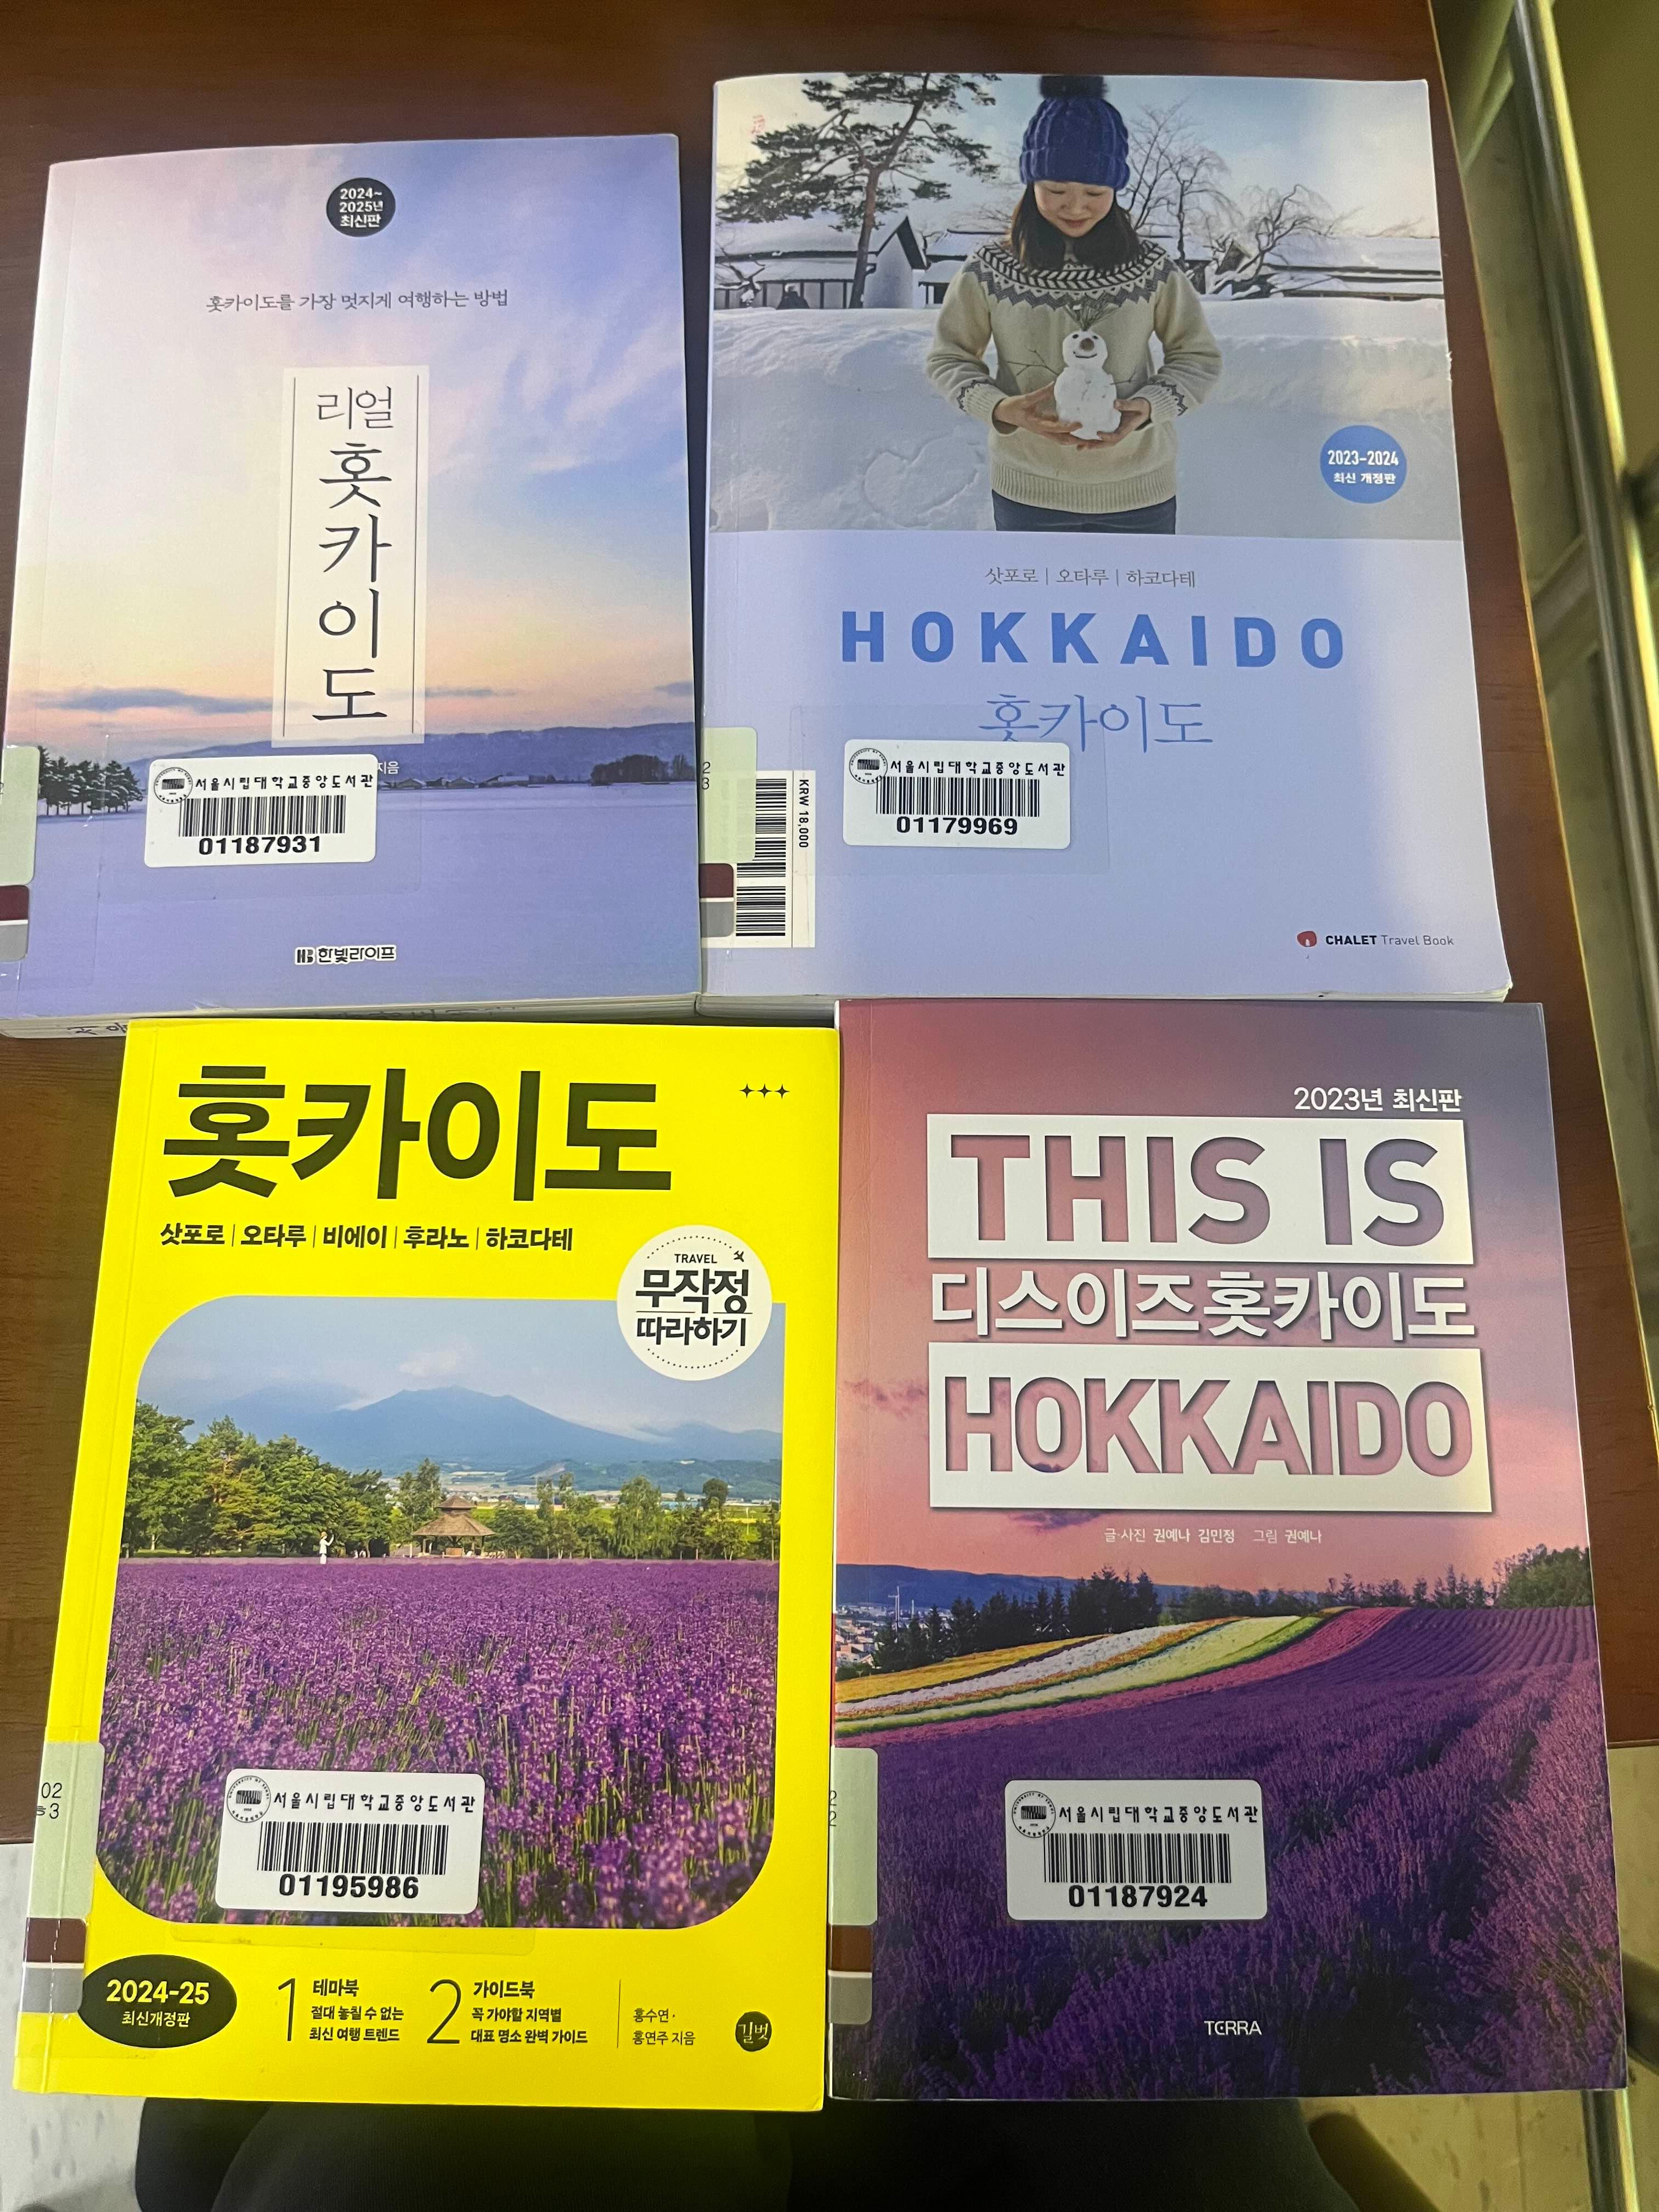 2024~
2025년
최신판
홋카이도를 가장 멋지게 여행하는 방법
리얼
홋카이도
지음
서울시립대학교중앙도서관
01187931
한빛라이프
2023-2024
최신 개정판
삿포로 | 오타루 | 하코다테
HOKKAIDO
홋카이도
서울시립대학교중앙도서관
01179969
KRW 18,000
2
3
CHALET Travel Book
홋카이도
삿포로 | 오타루 | 비에이 | 후라노 | 하코다테
TRAVEL
무작정
따라하기
02
ㅎ3
서울시립대학교중앙도서관
01195986
2024-25
최신개정판
1 테마북
절대 놓칠 수 없는
최신 여행 트렌드
2 가이드북
꼭 가야할 지역별
대표 명소 완벽 가이드
홍수연·
홍연주 지음
길벗
2023년 최신판
THIS IS
디스이즈홋카이도
HOKKAIDO
글·사진 권예나 김민정 그림 권예나
2
2
서울시립대학교중앙도서관
01187924
TERRA